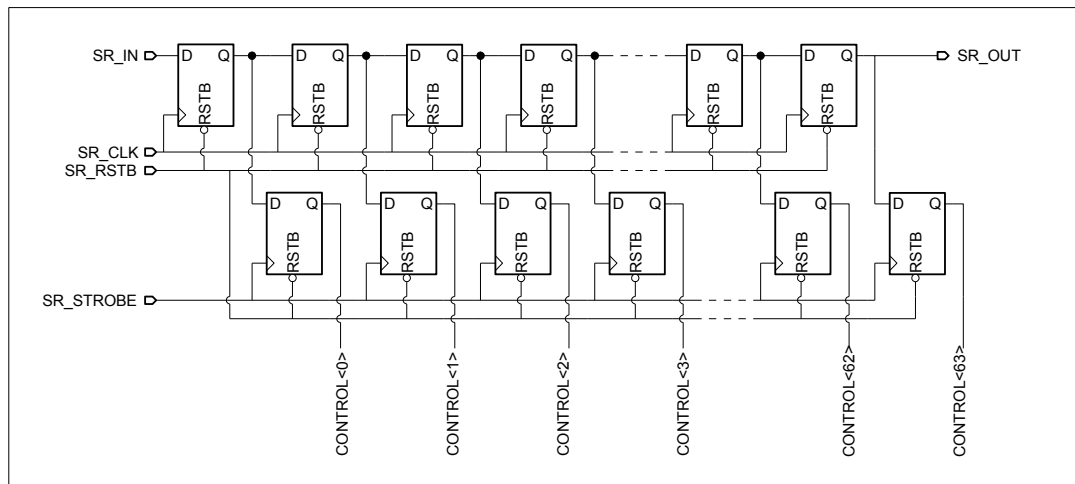 SR_IN
D Q
D Q
D Q
D Q
D Q
D Q
SR_OUT
RSTB
RSTB
RSTB
RSTB
RSTB
RSTB
SR_CLK
SR_RSTB
D Q
D Q
D Q
D Q
D Q
D Q
RSTB
RSTB
RSTB
RSTB
RSTB
RSTB
SR_STROBE
CONTROL<0>
CONTROL<1>
CONTROL<2>
CONTROL<3>
CONTROL<62>
CONTROL<63>